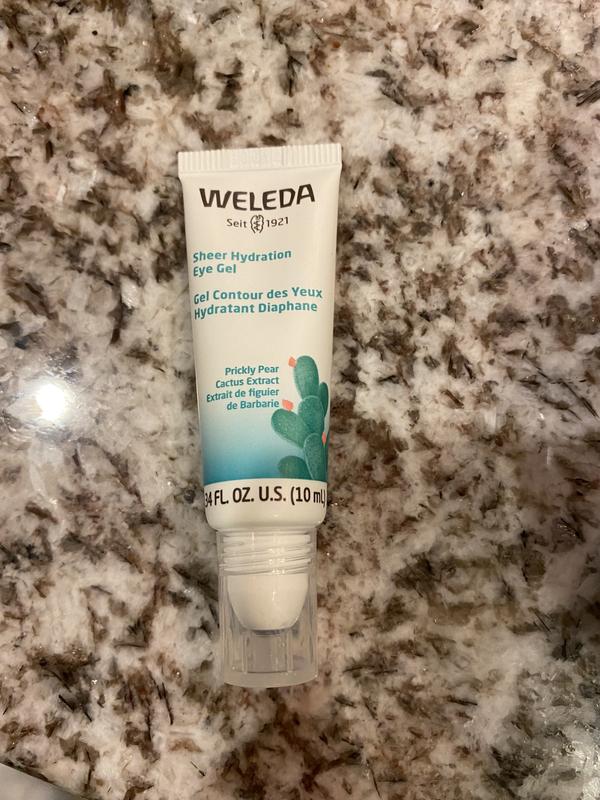 WELEDA
Seit 1921
Sheer Hydration
Eye Gel
Gel Contour des Yeux
Hydratant Diaphane
Prickly Pear
Cactus Extract
Extrait de figuier
de Barbarie
34 FL. OZ. U.S. (10 mL)